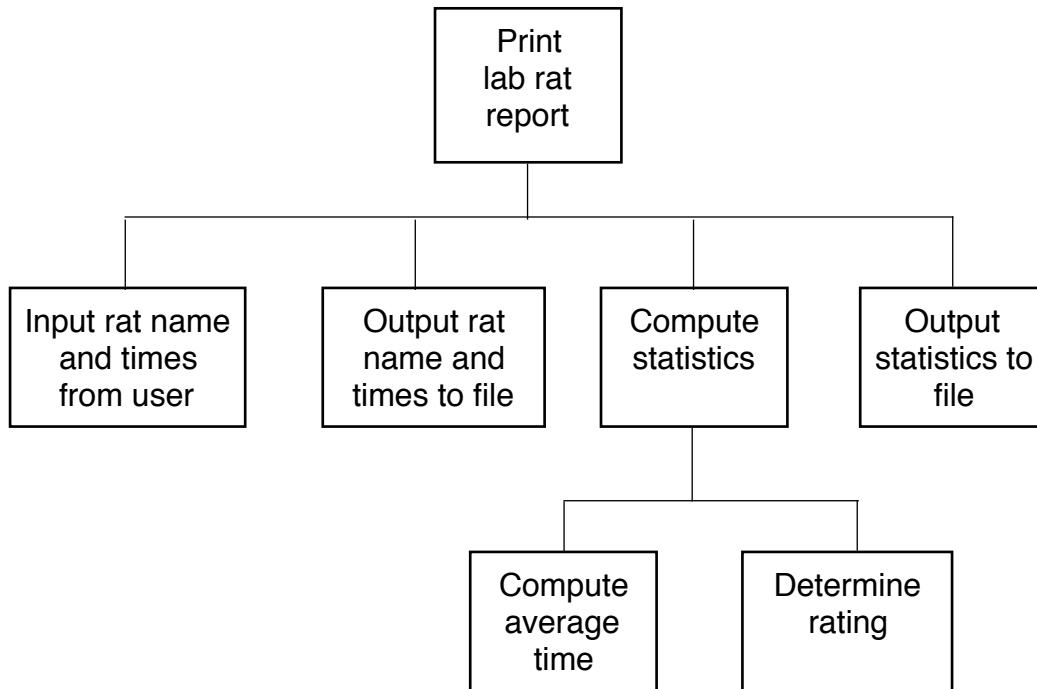 Print
lab rat
report
Input rat name
and times
from user
Output rat
name and
times to file
Compute
statistics
Output
statistics to
file
Compute
average
time
Determine
rating